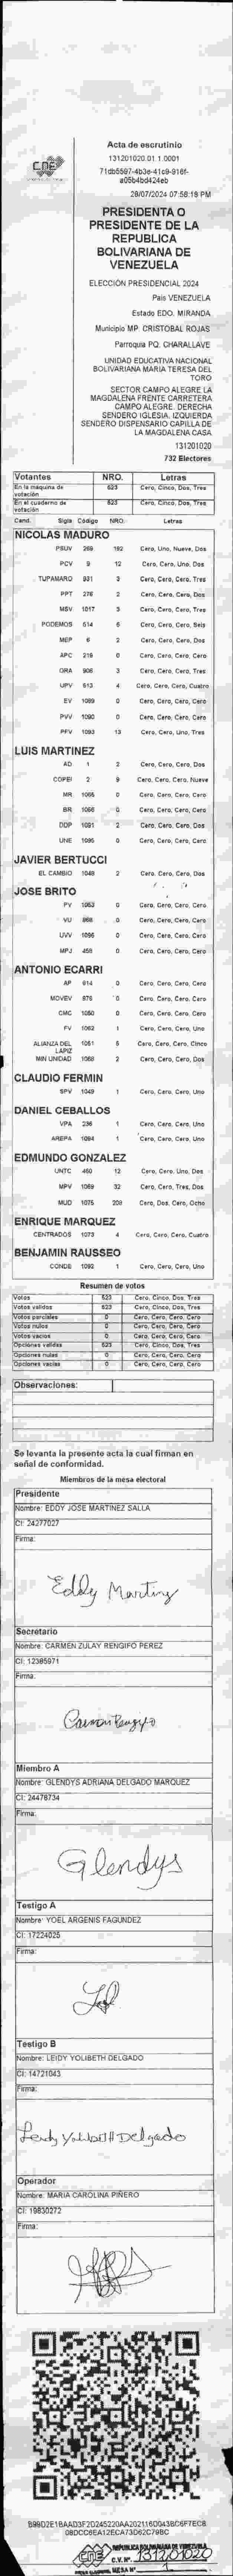 CNE
Acta de escrutinio
131201020.01.1.0001
71db5597-4b3e-41c9-916f-
a05b4bd424eb
28/07/2024 07:58:18 PM
PRESIDENTA O
PRESIDENTE DE LA
REPUBLICA
BOLIVARIANA DE
VENEZUELA
ELECCIÓN PRESIDENCIAL 2024
Pais VENEZUELA
Estado EDO. MIRANDA
Municipio MP. CRISTOBAL ROJAS
Parroquia PQ. CHARALLAVE
UNIDAD EDUCATIVA NACIONAL
BOLIVARIANA MARIA TERESA DEL
TORO
SECTOR CAMPO ALEGRE LA
MAGDALENA FRENTE CARRETERA
CAMPO ALEGRE. DERECHA
SENDERO IGLESIA. IZQUIERDA
SENDERO DISPENSARIO CAPILLA DE
LA MAGDALENA CASA
131201020
732 Electores
Votantes NRO. Letras
En la maquina de votación 523 Cero, Cinco, Dos, Tres
En el cuaderno de votación 523 Cero, Cinco, Dos, Tres
Cand. Sigla Código NRO. Letras
NICOLAS MADURO
PSUV 269 192 Cero, Uno, Nueve, Dos
PCV 9 12 Cero, Cero, Uno, Dos
TUPAMARO 931 3 Cero, Cero, Cero, Tres
PPT 276 2 Cero, Cero, Cero, Dos
MSV 1017 3 Cero, Cero, Cero, Tres
PODEMOS 514 6 Cero, Cero, Cero, Seis
MEP 6 2 Cero, Cero, Cero, Dos
APC 219 0 Cero, Cero, Cero, Cero
ORA 906 3 Cero, Cero, Cero, Tres
UPV 613 4 Cero, Cero, Cero, Cuatro
EV 1089 0 Cero, Cero, Cero, Cero
PVV 1090 0 Cero, Cero, Cero, Cero
PFV 1093 13 Cero, Cero, Uno, Tres
LUIS MARTINEZ
AD 1 2 Cero, Cero, Cero, Dos
COPEI 2 9 Cero, Cero, Cero, Nueve
MR 1055 0 Cero, Cero, Cero, Cero
BR 1056 0 Cero, Cero, Cero, Cero
DDP 1091 2 Cero, Cero, Cero, Dos
UNE 1095 0 Cero, Cero, Cero, Cero
JAVIER BERTUCCI
EL CAMBIO 1049 2 Cero, Cero, Cero, Dos
JOSE BRITO
PV 1053 0 Cero, Cero, Cero, Cero
VU 868 0 Cero, Cero, Cero, Cero
UVV 1096 0 Cero, Cero, Cero, Cero
MPJ 458 0 Cero, Cero, Cero, Cero
ANTONIO ECARRI
AP 914 0 Cero, Cero, Cero, Cero
MOVEV 876 0 Cero, Cero, Cero, Cero
CMC 1050 0 Cero, Cero, Cero, Cero
FV 1062 1 Cero, Cero, Cero, Uno
ALIANZA DEL LAPIZ 1051 5 Cero, Cero, Cero, Cinco
MIN UNIDAD 1068 2 Cero, Cero, Cero, Dos
CLAUDIO FERMIN
SPV 1049 1 Cero, Cero, Cero, Uno
DANIEL CEBALLOS
VPA 236 1 Cero, Cero, Cero, Uno
AREPA 1084 1 Cero, Cero, Cero, Uno
EDMUNDO GONZALEZ
UNTC 450 12 Cero, Cero, Uno, Dos
MPV 1069 32 Cero, Cero, Tres, Dos
MUD 1075 208 Cero, Dos, Cero, Ocho
ENRIQUE MARQUEZ
CENTRADOS 1073 4 Cero, Cero, Cero, Cuatro
BENJAMIN RAUSSEO
CONDE 1092 1 Cero, Cero, Cero, Uno
Resumen de votos
Votos 523 Cero, Cinco, Dos, Tres
Votos validos 523 Cero, Cinco, Dos, Tres
Votos parciales 0 Cero, Cero, Cero, Cero
Votos nulos 0 Cero, Cero, Cero, Cero
Votos vacios 0 Cero, Cero, Cero, Cero
Opciones validas 523 Cero, Cinco, Dos, Tres
Opciones nulas 0 Cero, Cero, Cero, Cero
Opciones vacias 0 Cero, Cero, Cero, Cero
Observaciones:
Se levanta la presente acta la cual firman en
señal de conformidad.
Miembros de la mesa electoral
Presidente
Nombre: EDDY JOSE MARTINEZ SALLA
CI: 24277027
Firma:
Eddy Martinez
Secretario
Nombre: CARMEN ZULAY RENGIFO PEREZ
CI: 12385971
Firma:
Carmen Rengifo
Miembro A
Nombre: GLENDYS ADRIANA DELGADO MARQUEZ
CI: 24478734
Firma:
Glendys
Testigo A
Nombre: YOEL ARGENIS FAGUNDEZ
CI: 17224025
Firma:
Testigo B
Nombre: LEIDY YOLIBETH DELGADO
CI: 14721043
Firma:
Leidy Yolibeth Delgado
Operador
Nombre: MARIA CAROLINA PIÑERO
CI: 19830272
Firma:
B99D2E18AAD3F2D245220AA202116D043BC6F7EC8
08DCC6EA12ECA73D62C79BC
CNE
REPÚBLICA BOLIVARIANA DE VENEZUELA
C.V. Nº. 131201020
MESA Nº 1